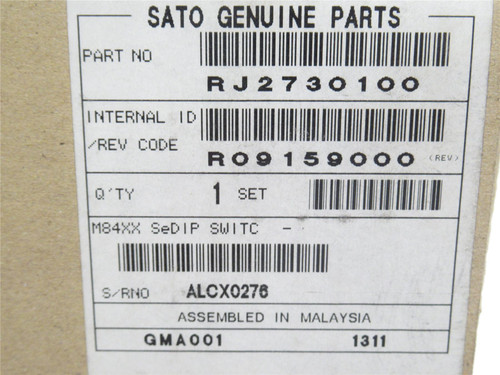 SATO GENUINE PARTS
PART NO
RJ2730100
INTERNAL ID
/REV CODE
R09159000 (REV)
Q'TY 1 SET
M84XX SeDIP SWITC -
S/RNO ALCX0276
ASSEMBLED IN MALAYSIA
GMA001 1311